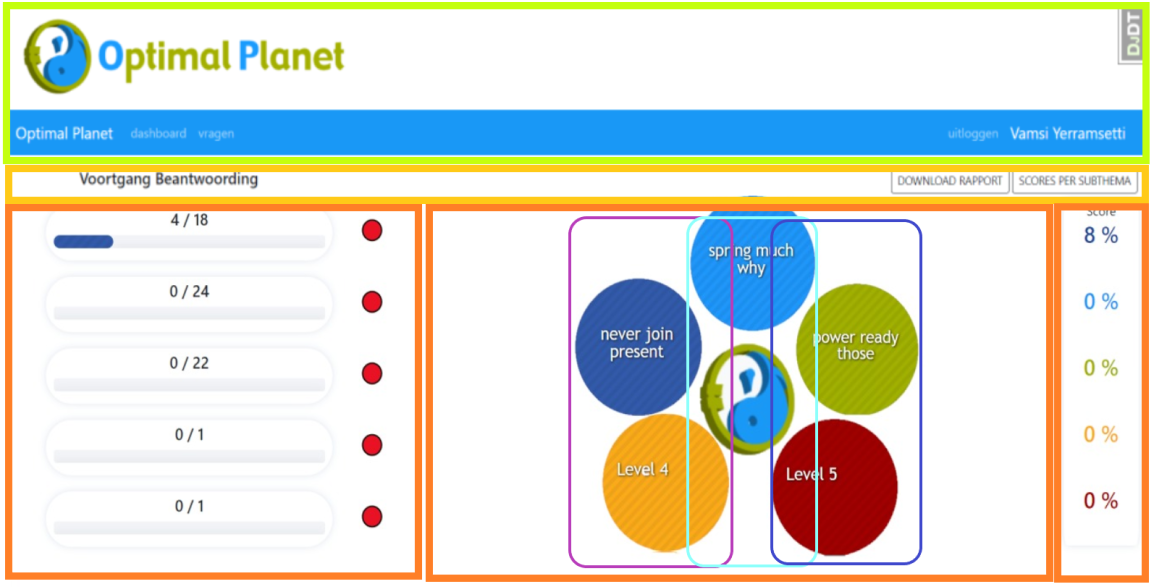 Optimal Planet
DJDT
Optimal Planet dashboard vragen uitloggen Vamsi Yerramsetti
Voortgang Beantwoording DOWNLOAD RAPPORT SCORES PER SUBTHEMA
4 / 18
0 / 24
0 / 22
0 / 1
0 / 1
spring much
why
never join
present
power ready
those
Level 4
Level 5
Score
8 %
0 %
0 %
0 %
0 %